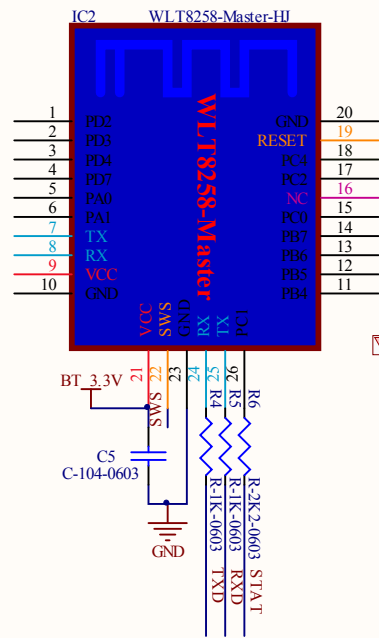 IC2 WLT8258-Master-HJ
1 PD2 GND 20
2 PD3 RESET 19
3 PD4 PC4 18
4 PD7 PC2 17
5 PA0 NC 16
6 PA1 PC0 15
7 TX PB7 14
8 RX PB6 13
9 VCC PB5 12
10 GND PB4 11
WLT8258-Master
VCC SWS GND RX TX PC1
21 22 23 24 25 26
BT_3.3V
SWS
R4 R5 R6
C5
C-104-0603
R-1K-0603 R-1K-0603 R-2K2-0603
GND
TXD RXD STAT